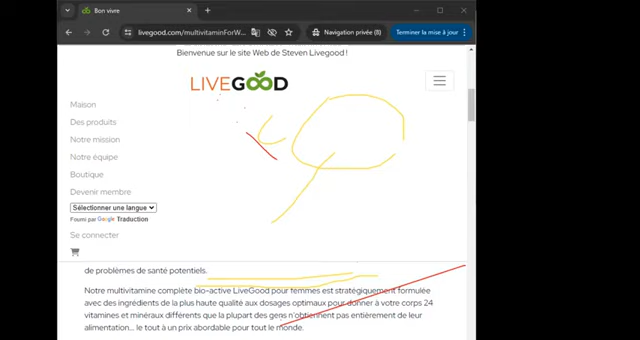 Bon vivre
livegood.com/multivitaminForW...
Navigation privée (8)
Terminer la mise à jour
Bienvenue sur le site Web de Steven Livegood !
LIVEGOOD
Maison
Des produits
Notre mission
Notre équipe
Boutique
Devenir membre
Sélectionner une langue
Fourni par Google Traduction
Se connecter
de problèmes de santé potentiels.
Notre multivitamine complète bio-active LiveGood pour femmes est stratégiquement formulée
avec des ingrédients de la plus haute qualité aux dosages optimaux pour donner à votre corps 24
vitamines et minéraux différents que la plupart des gens n'obtiennent pas entièrement de leur
alimentation... le tout à un prix abordable pour tout le monde.